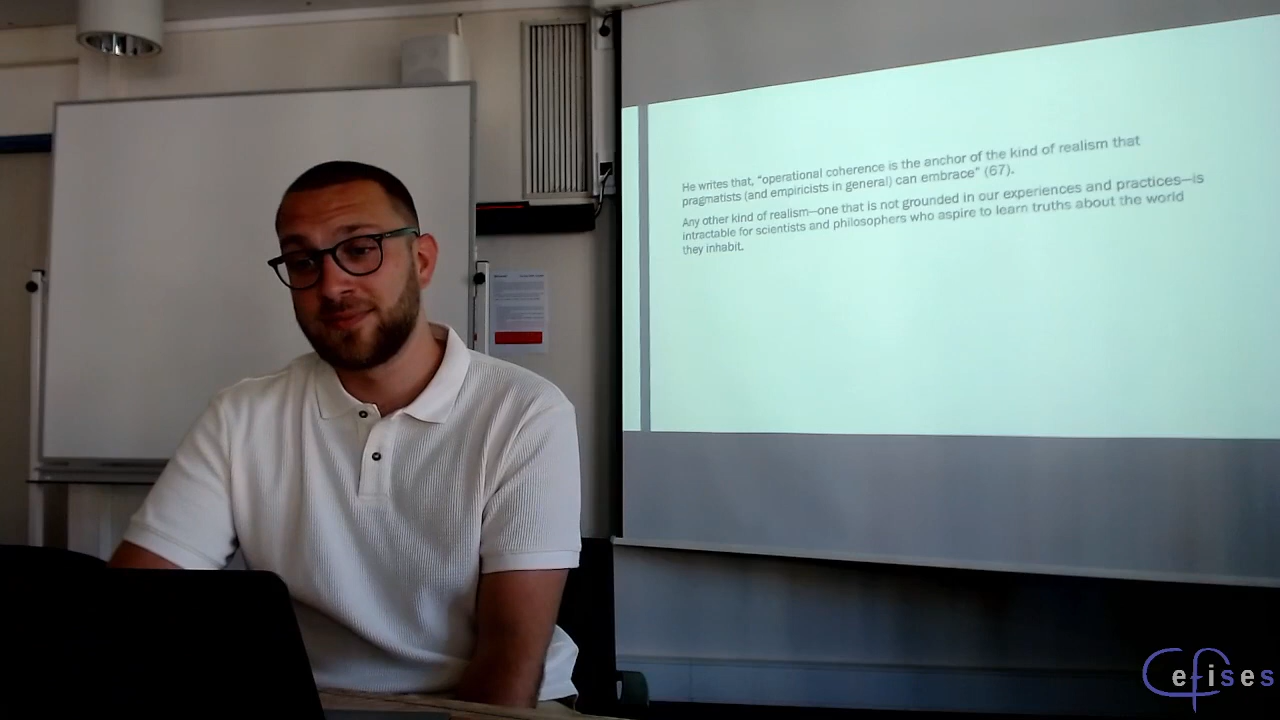 He writes that, “operational coherence is the anchor of the kind of realism that
pragmatists (and empiricists in general) can embrace” (67).
Any other kind of realism—one that is not grounded in our experiences and practices—is
intractable for scientists and philosophers who aspire to learn truths about the world
they inhabit.
Cefises